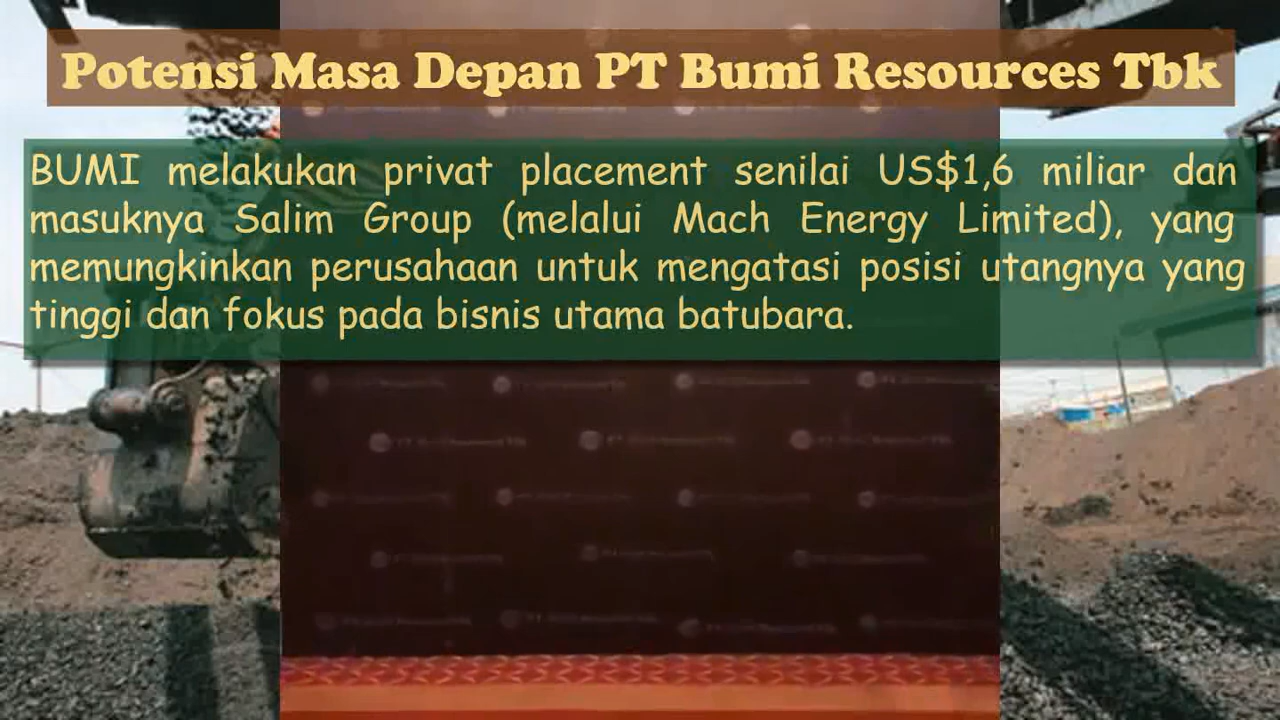 Potensi Masa Depan PT Bumi Resources Tbk
BUMI melakukan privat placement senilai US$1,6 miliar dan
masuknya Salim Group (melalui Mach Energy Limited), yang
memungkinkan perusahaan untuk mengatasi posisi utangnya yang
tinggi dan fokus pada bisnis utama batubara.